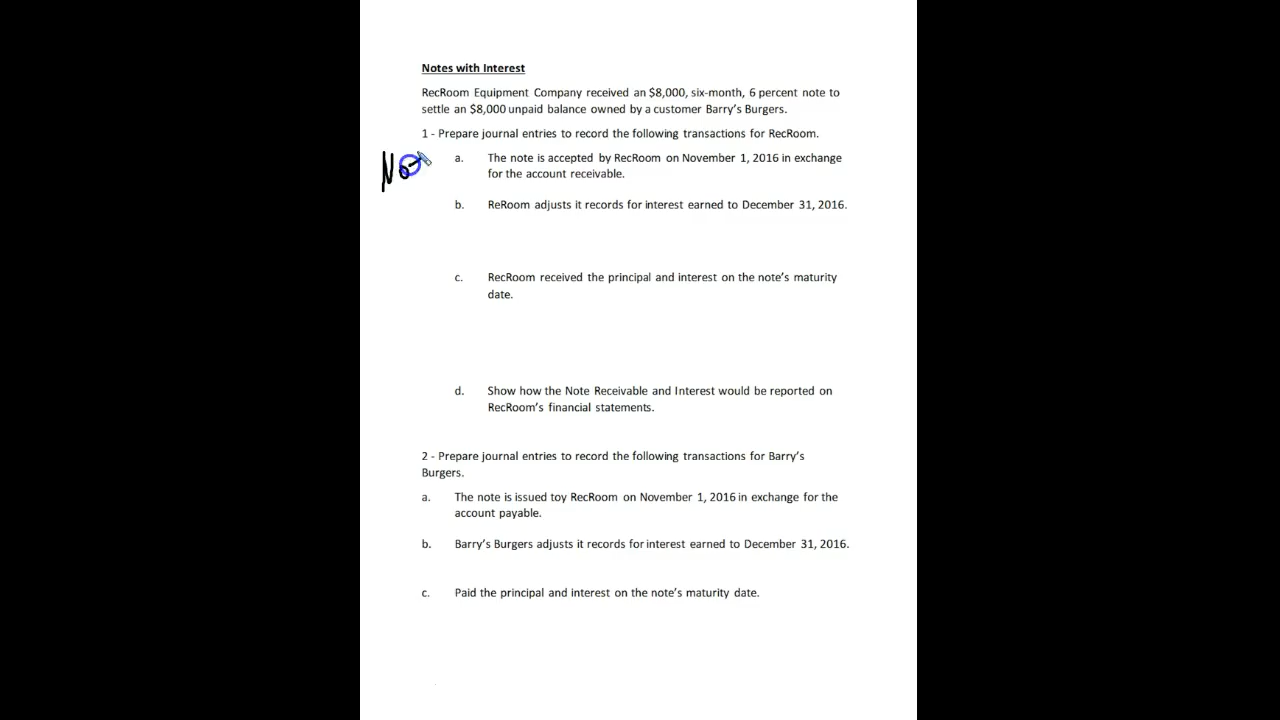 Notes with Interest
RecRoom Equipment Company received an $8,000, six-month, 6 percent note to
settle an $8,000 unpaid balance owned by a customer Barry's Burgers.
1 - Prepare journal entries to record the following transactions for RecRoom.
No
a. The note is accepted by RecRoom on November 1, 2016 in exchange
for the account receivable.
b. ReRoom adjusts it records for interest earned to December 31, 2016.
c. RecRoom received the principal and interest on the note's maturity
date.
d. Show how the Note Receivable and Interest would be reported on
RecRoom's financial statements.
2 - Prepare journal entries to record the following transactions for Barry's
Burgers.
a. The note is issued toy RecRoom on November 1, 2016 in exchange for the
account payable.
b. Barry's Burgers adjusts it records for interest earned to December 31, 2016.
c. Paid the principal and interest on the note's maturity date.